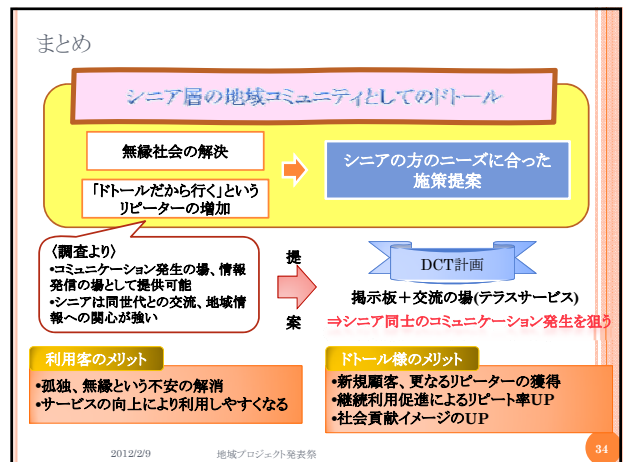 まとめ
シニア層の地域コミュニティとしてのドトール
無縁社会の解決
「ドトールだから行く」という
リピーターの増加
シニアの方のニーズに合った
施策提案
〈調査より〉
•コミュニケーション発生の場、情報
発信の場として提供可能
•シニアは同世代との交流、地域情
報への関心が強い
提
案
DCT計画
掲示板＋交流の場(テラスサービス)
⇒シニア同士のコミュニケーション発生を狙う
利用客のメリット
•孤独、無縁という不安の解消
•サービスの向上により利用しやすくなる
ドトール様のメリット
•新規顧客、更なるリピーターの獲得
•継続利用促進によるリピート率UP
•社会貢献イメージのUP
2012/2/9
地域プロジェクト発表祭
34